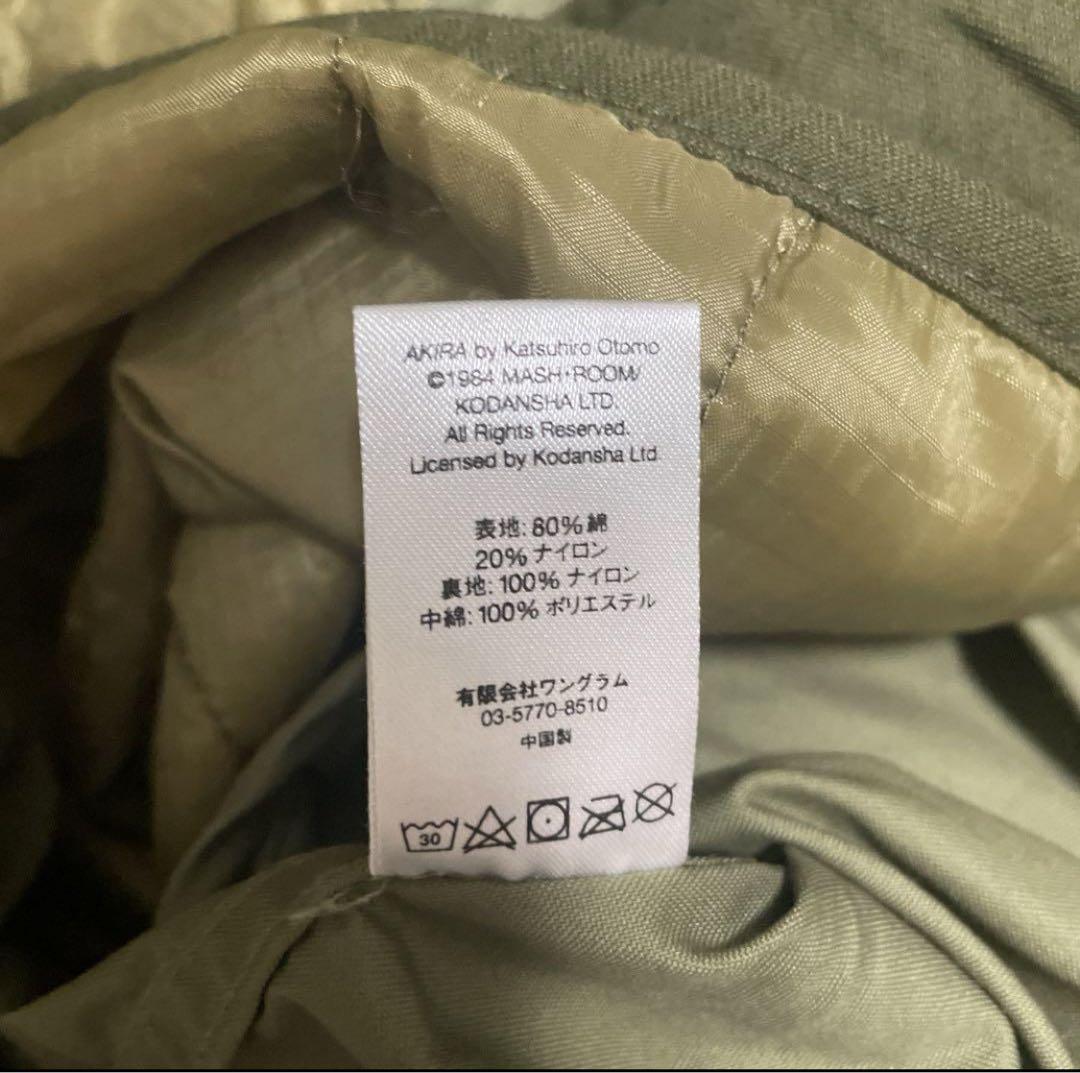 AKIRA by Katsuhiro Otomo
©1984 MASH・ROOM/
KODANSHA LTD.
All Rights Reserved.
Licensed by Kodansha Ltd.
表地: 80% 綿
20% ナイロン
裏地: 100% ナイロン
中綿: 100% ポリエステル
有限会社ワングラム
03-5770-8510
中国製
30